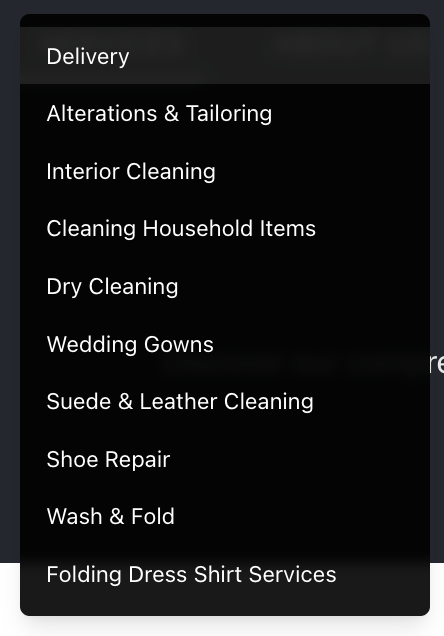 Delivery
Alterations & Tailoring
Interior Cleaning
Cleaning Household Items
Dry Cleaning
Wedding Gowns
Suede & Leather Cleaning
Shoe Repair
Wash & Fold
Folding Dress Shirt Services